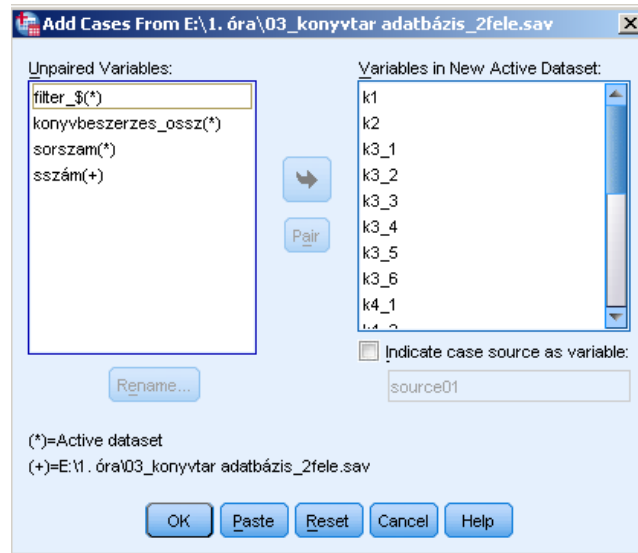 Add Cases From E:\1. óra\03_konyvtar adatbázis_2fele.sav
Unpaired Variables:
filter_$(*)
konyvbeszerzes_ossz(*)
sorszam(*)
sszám(+)
Pair
Rename...
Variables in New Active Dataset:
k1
k2
k3_1
k3_2
k3_3
k3_4
k3_5
k3_6
k4_1
Indicate case source as variable:
source01
(*)=Active dataset
(+)=E:\1. óra\03_konyvtar adatbázis_2fele.sav
OK Paste Reset Cancel Help